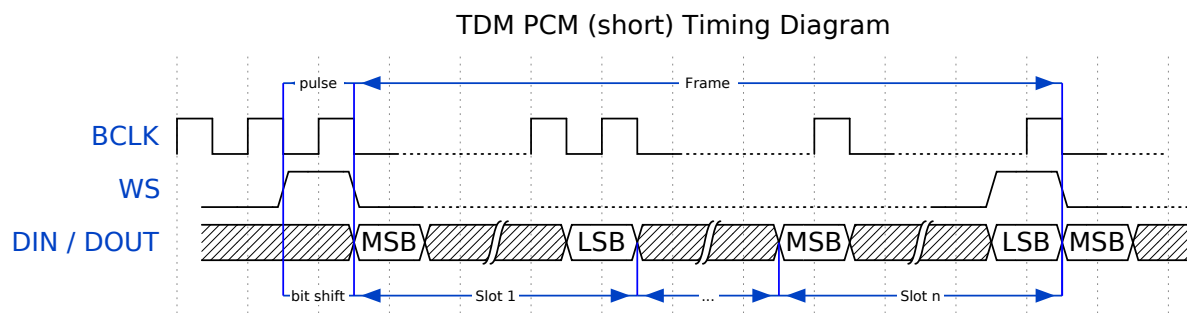 TDM PCM (short) Timing Diagram
pulse Frame
BCLK
WS
DIN / DOUT MSB LSB MSB LSB MSB
bit shift Slot 1 ... Slot n